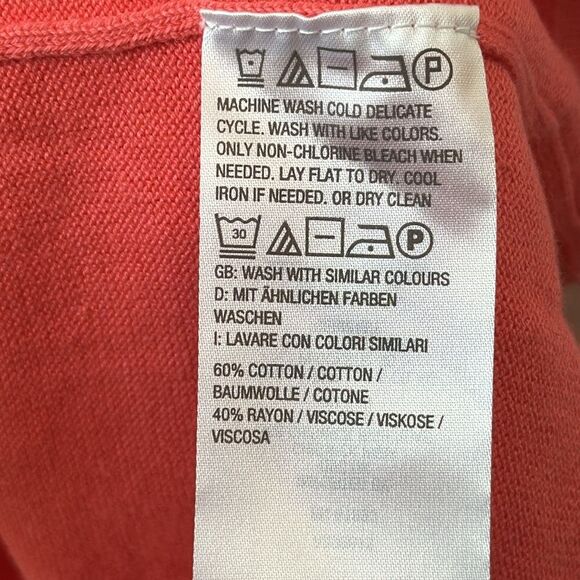 P
MACHINE WASH COLD DELICATE
CYCLE. WASH WITH LIKE COLORS.
ONLY NON-CHLORINE BLEACH WHEN
NEEDED. LAY FLAT TO DRY. COOL
IRON IF NEEDED. OR DRY CLEAN
30 P
GB: WASH WITH SIMILAR COLOURS
D: MIT ÄHNLICHEN FARBEN
WASCHEN
I: LAVARE CON COLORI SIMILARI
60% COTTON / COTTON /
BAUMWOLLE / COTONE
40% RAYON / VISCOSE / VISKOSE /
VISCOSA